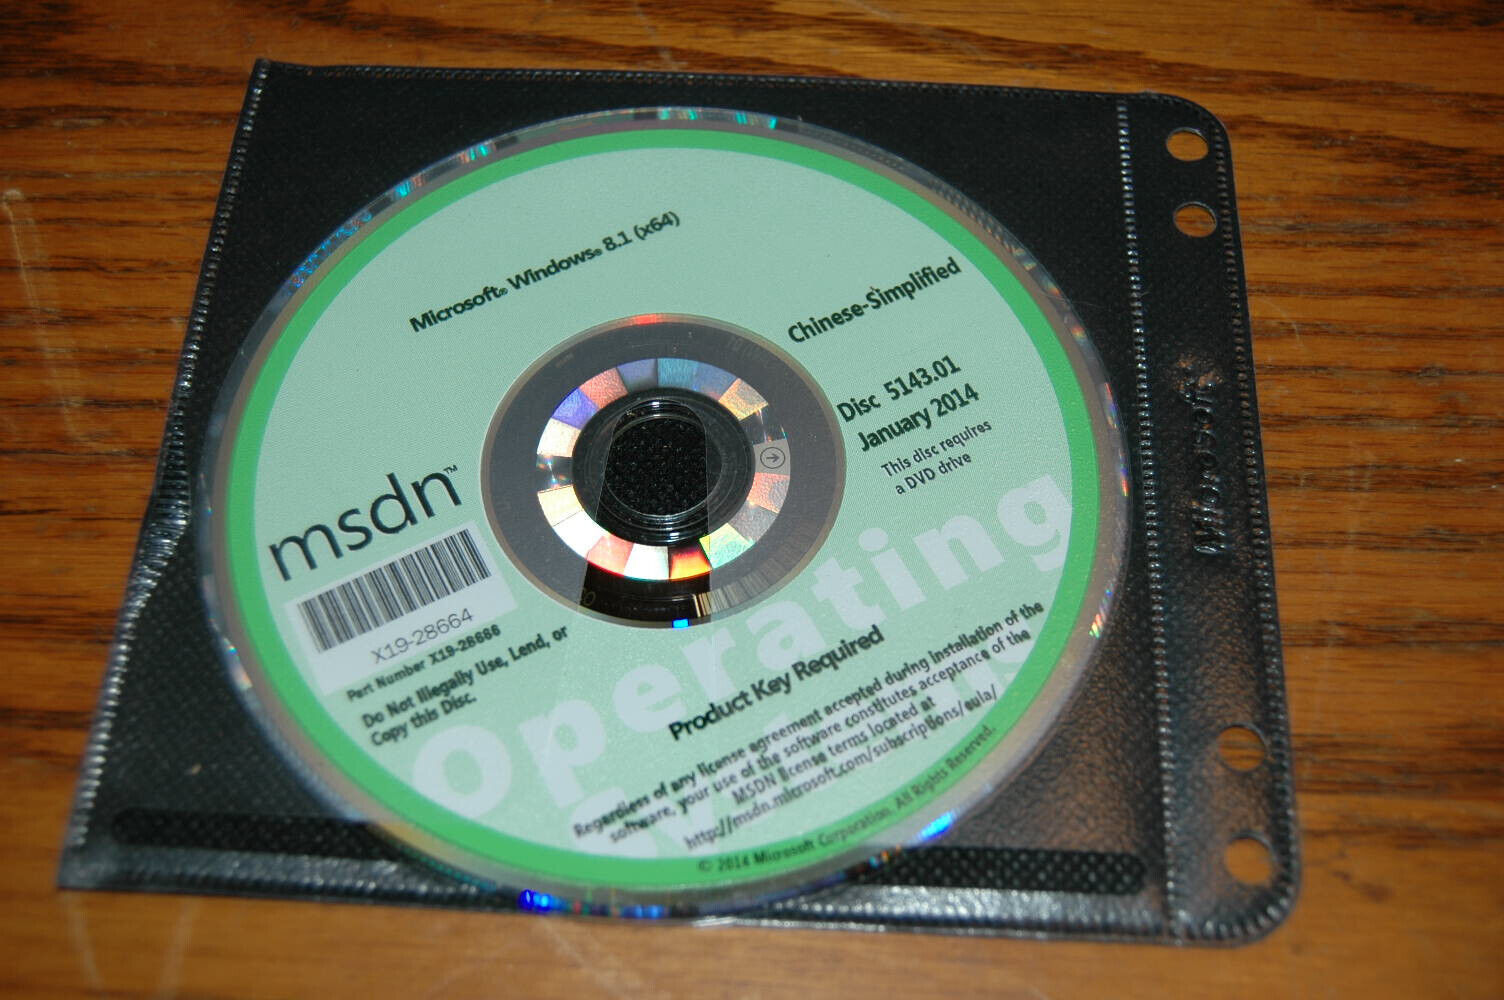 Microsoft® Windows® 8.1 (x64)
Chinese-Simplified
Disc 5143.01
January 2014
This disc requires
a DVD drive
msdn™
X19-28664
Part Number X19-28666
Do Not Illegally Use, Lend, or
Copy this Disc.
Operating
Product Key Required
Regardless of any license agreement accepted during installation of the
software, your use of the software constitutes acceptance of the
MSDN license terms located at
http://msdn.microsoft.com/subscriptions/eula/
© 2014 Microsoft Corporation. All Rights Reserved.